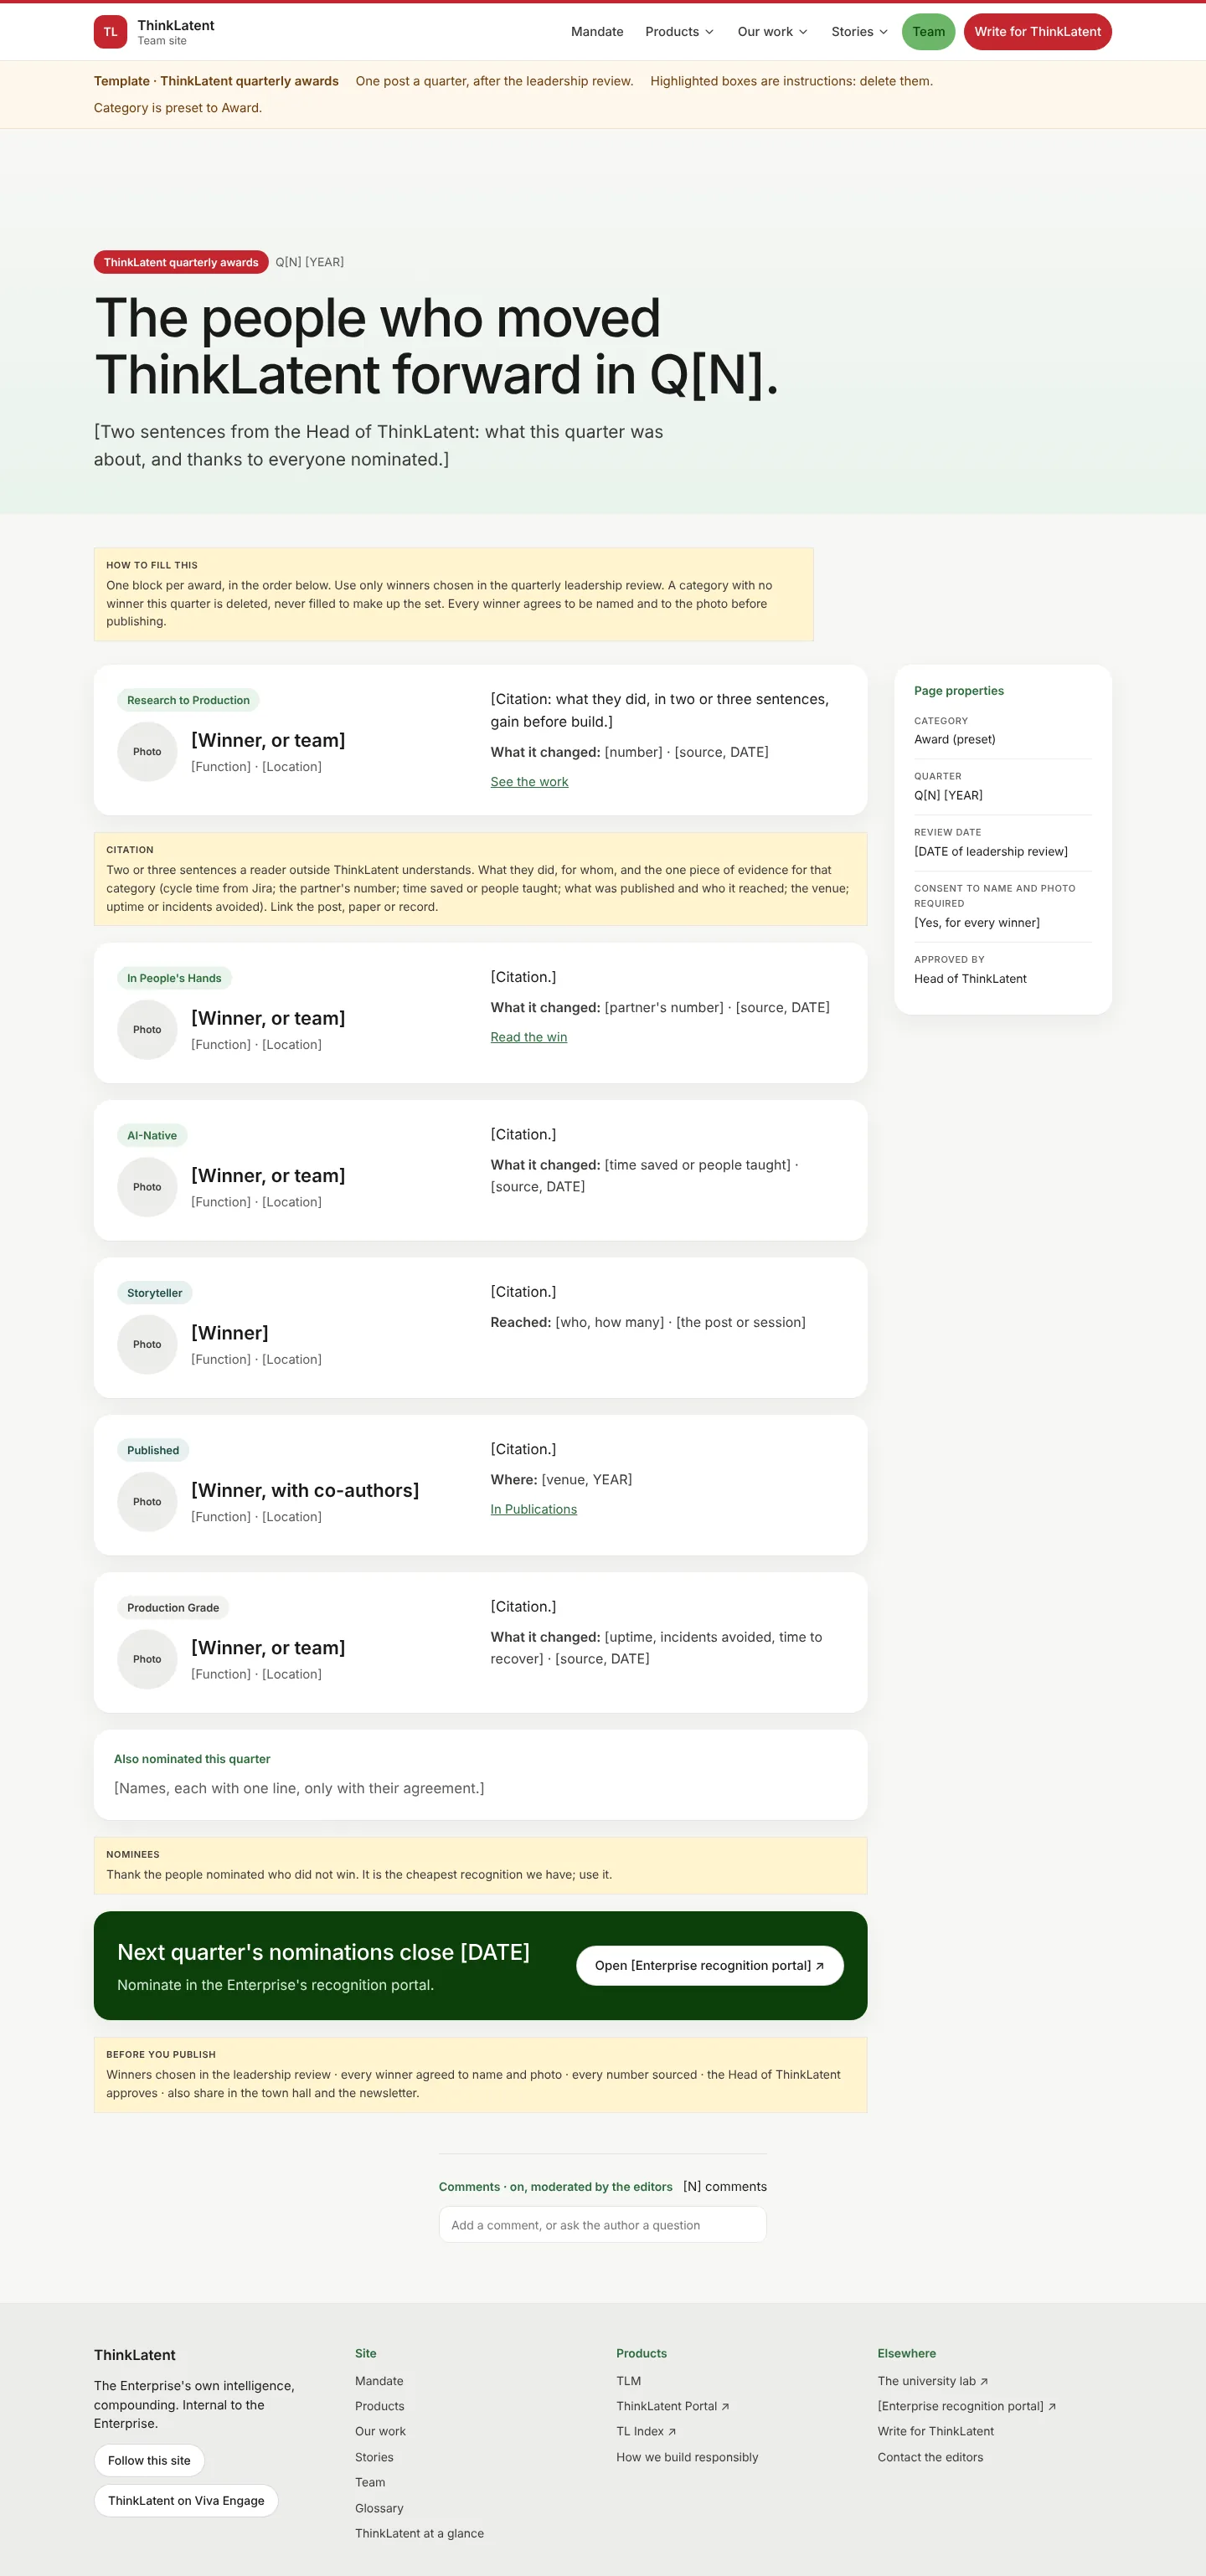 TL
ThinkLatent
Team site
Mandate
Products
Our work
Stories
Team
Write for ThinkLatent
Template · ThinkLatent quarterly awards
One post a quarter, after the leadership review.
Highlighted boxes are instructions: delete them.
Category is preset to Award.
ThinkLatent quarterly awards
Q[N] [YEAR]
The people who moved
ThinkLatent forward in Q[N].
[Two sentences from the Head of ThinkLatent: what this quarter was
about, and thanks to everyone nominated.]
HOW TO FILL THIS
One block per award, in the order below. Use only winners chosen in the quarterly leadership review. A category with no
winner this quarter is deleted, never filled to make up the set. Every winner agrees to be named and to the photo before
publishing.
Research to Production
Photo
[Winner, or team]
[Function] · [Location]
[Citation: what they did, in two or three sentences,
gain before build.]
What it changed: [number] · [source, DATE]
See the work
CITATION
Two or three sentences a reader outside ThinkLatent understands. What they did, for whom, and the one piece of evidence for that
category (cycle time from Jira; the partner's number; time saved or people taught; what was published and who it reached; the venue;
uptime or incidents avoided). Link the post, paper or record.
In People's Hands
Photo
[Winner, or team]
[Function] · [Location]
[Citation.]
What it changed: [partner's number] · [source, DATE]
Read the win
AI-Native
Photo
[Winner, or team]
[Function] · [Location]
[Citation.]
What it changed: [time saved or people taught] ·
[source, DATE]
Storyteller
Photo
[Winner]
[Function] · [Location]
[Citation.]
Reached: [who, how many] · [the post or session]
Published
Photo
[Winner, with co-authors]
[Function] · [Location]
[Citation.]
Where: [venue, YEAR]
In Publications
Production Grade
Photo
[Winner, or team]
[Function] · [Location]
[Citation.]
What it changed: [uptime, incidents avoided, time to
recover] · [source, DATE]
Also nominated this quarter
[Names, each with one line, only with their agreement.]
NOMINEES
Thank the people nominated who did not win. It is the cheapest recognition we have; use it.
Next quarter's nominations close [DATE]
Nominate in the Enterprise's recognition portal.
Open [Enterprise recognition portal] ↗
BEFORE YOU PUBLISH
Winners chosen in the leadership review · every winner agreed to name and photo · every number sourced · the Head of ThinkLatent
approves · also share in the town hall and the newsletter.
Page properties
CATEGORY
Award (preset)
QUARTER
Q[N] [YEAR]
REVIEW DATE
[DATE of leadership review]
CONSENT TO NAME AND PHOTO
REQUIRED
[Yes, for every winner]
APPROVED BY
Head of ThinkLatent
Comments · on, moderated by the editors
[N] comments
Add a comment, or ask the author a question
ThinkLatent
The Enterprise's own intelligence,
compounding. Internal to the
Enterprise.
Follow this site
ThinkLatent on Viva Engage
Site
Mandate
Products
Our work
Stories
Team
Glossary
ThinkLatent at a glance
Products
TLM
ThinkLatent Portal ↗
TL Index ↗
How we build responsibly
Elsewhere
The university lab ↗
[Enterprise recognition portal] ↗
Write for ThinkLatent
Contact the editors